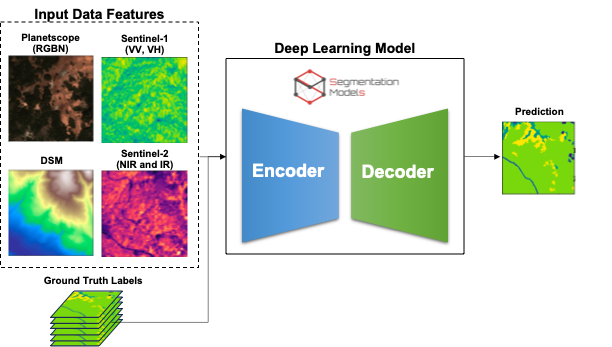 Input Data Features
Planetscope
(RGBN)
Sentinel-1
(VV, VH)
DSM
Sentinel-2
(NIR and IR)
Ground Truth Labels
Deep Learning Model
Segmentation
Models
Encoder
Decoder
Prediction